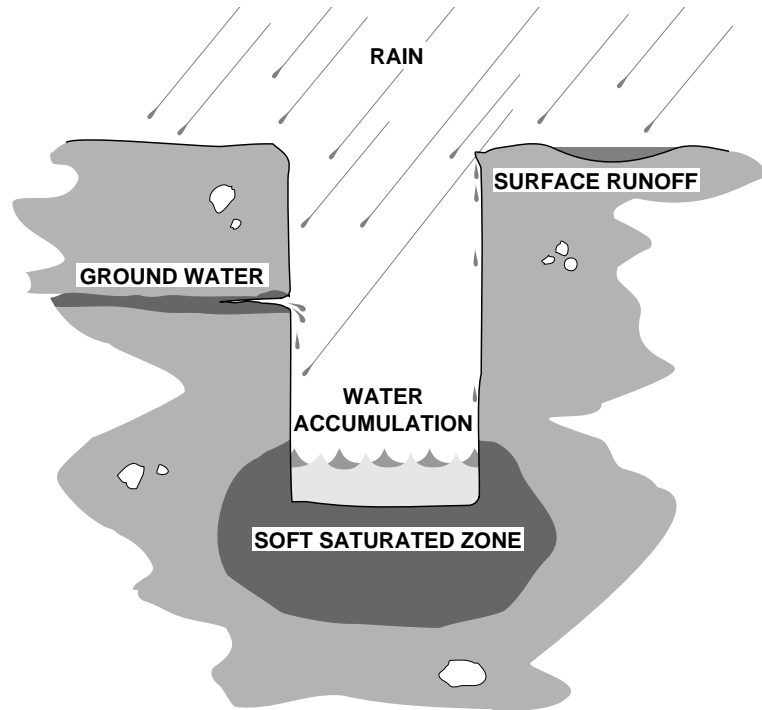 RAIN
SURFACE RUNOFF
GROUND WATER
WATER
ACCUMULATION
SOFT SATURATED ZONE